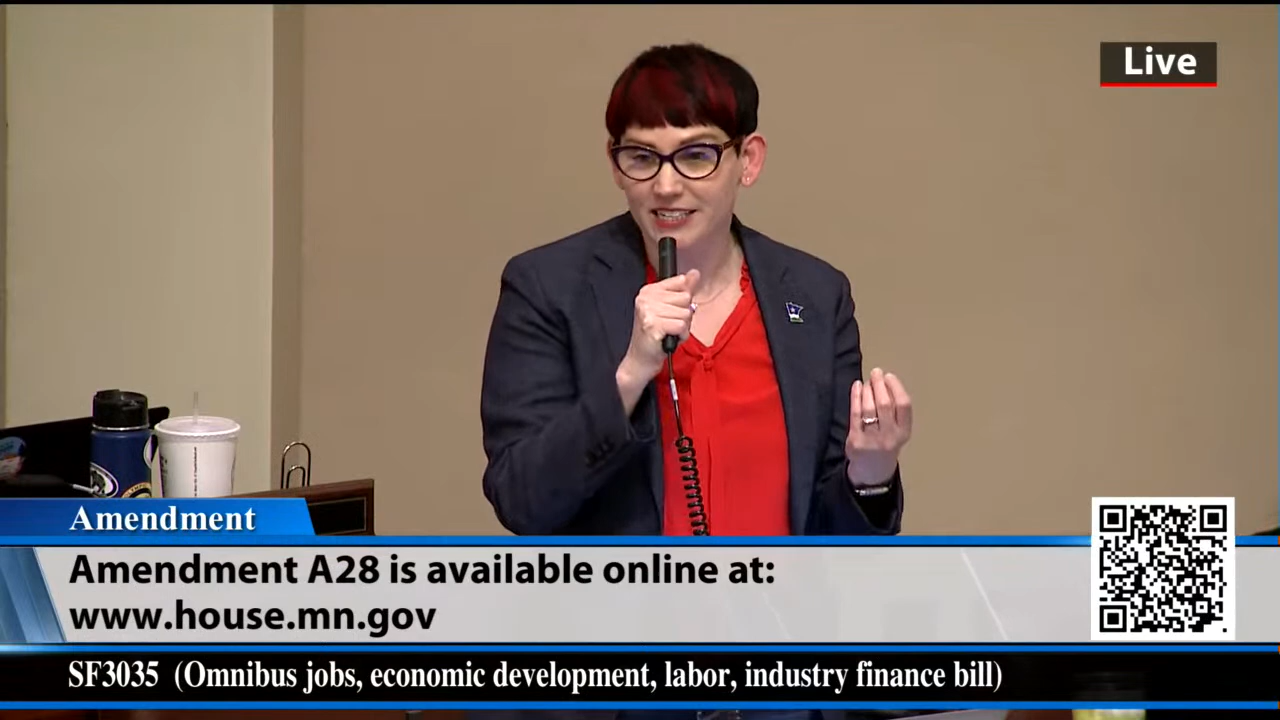 Live
Amendment
Amendment A28 is available online at:
www.house.mn.gov
SF3035 (Omnibus jobs, economic development, labor, industry finance bill)